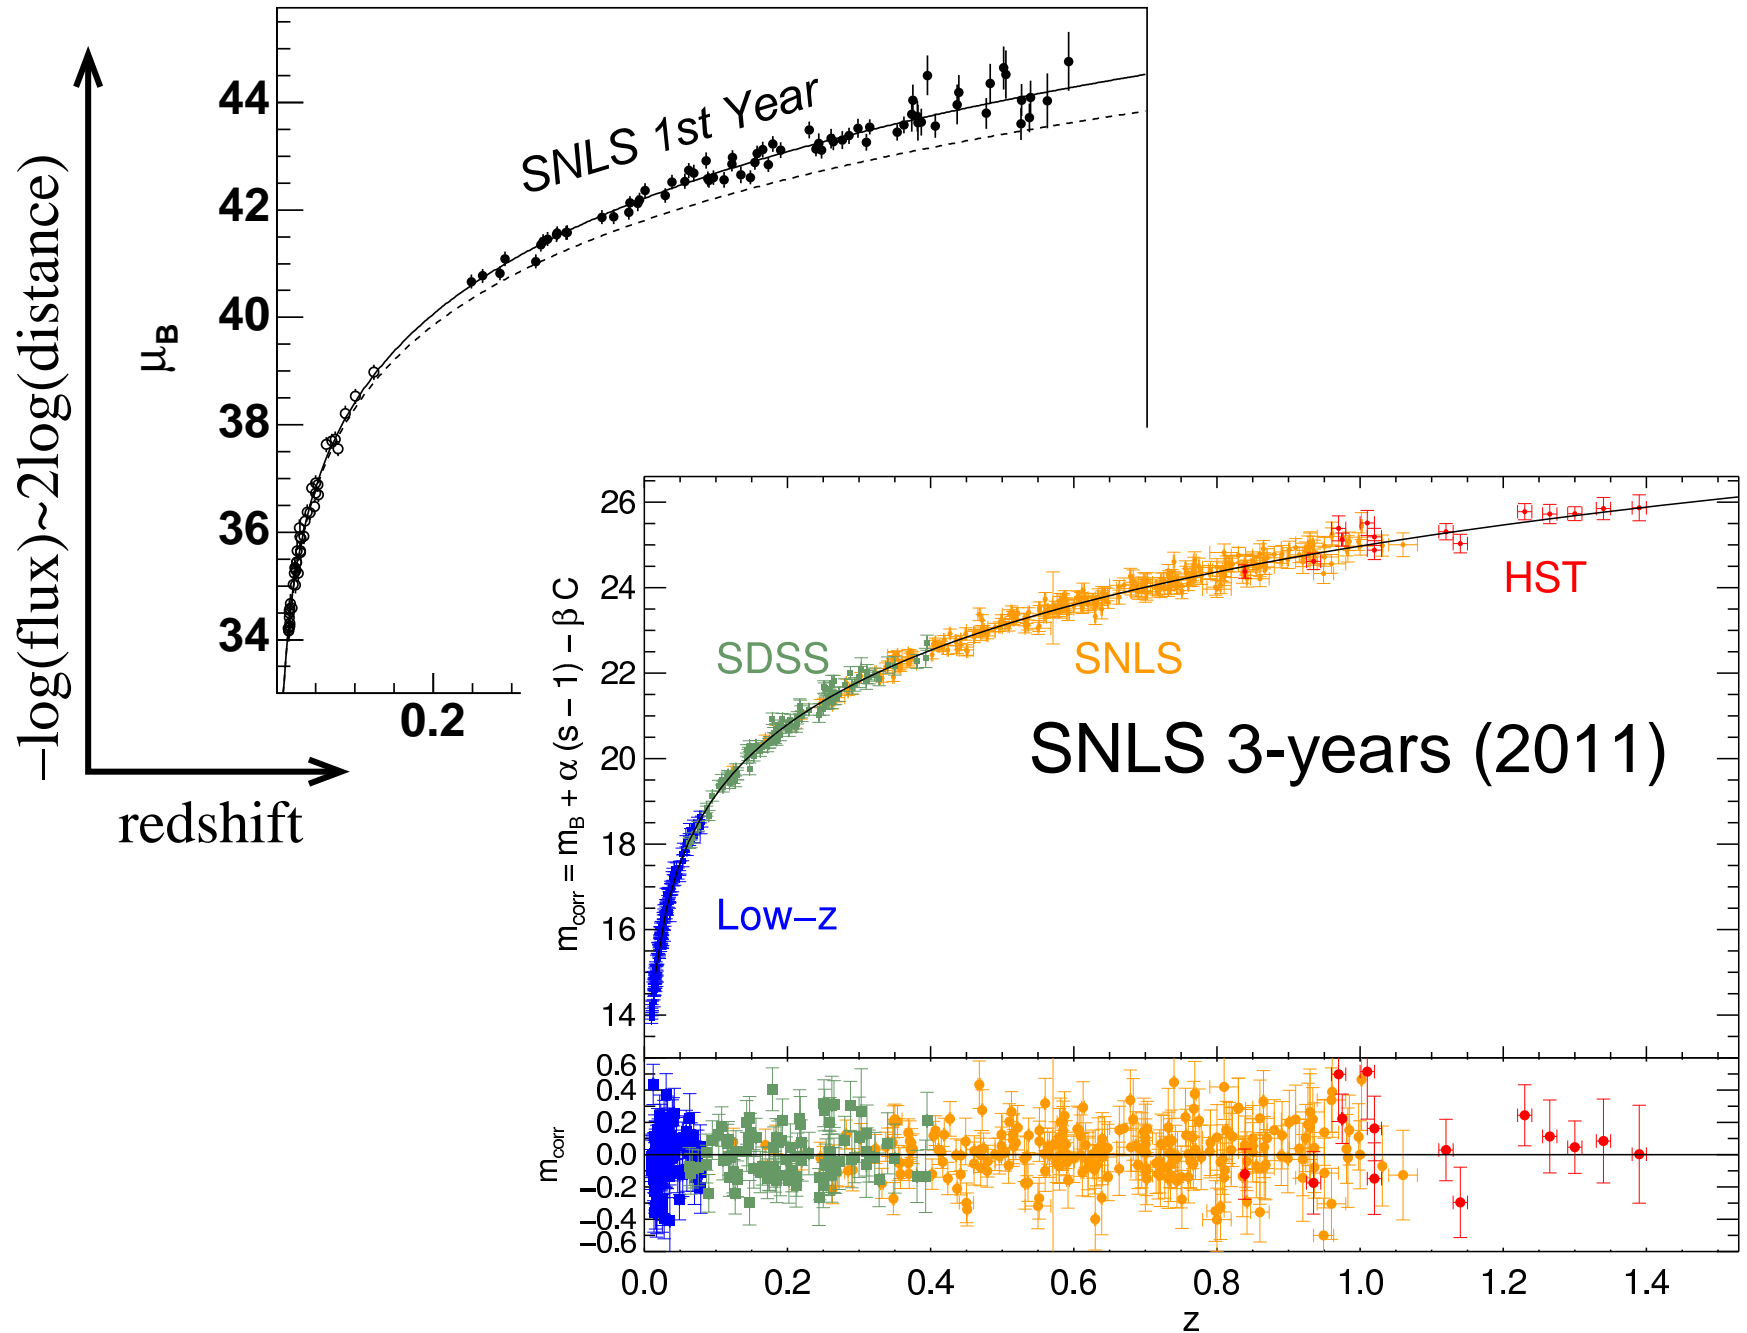 −log(flux)~2log(distance)
redshift
μB
44
42
40
38
36
34
0.2
SNLS 1st Year
mcorr = mB + α (s − 1) − β C
26
24
22
20
18
16
14
SDSS
SNLS
HST
Low−z
SNLS 3-years (2011)
mcorr
0.6
0.4
0.2
0.0
−0.2
−0.4
−0.6
0.0 0.2 0.4 0.6 0.8 1.0 1.2 1.4
z